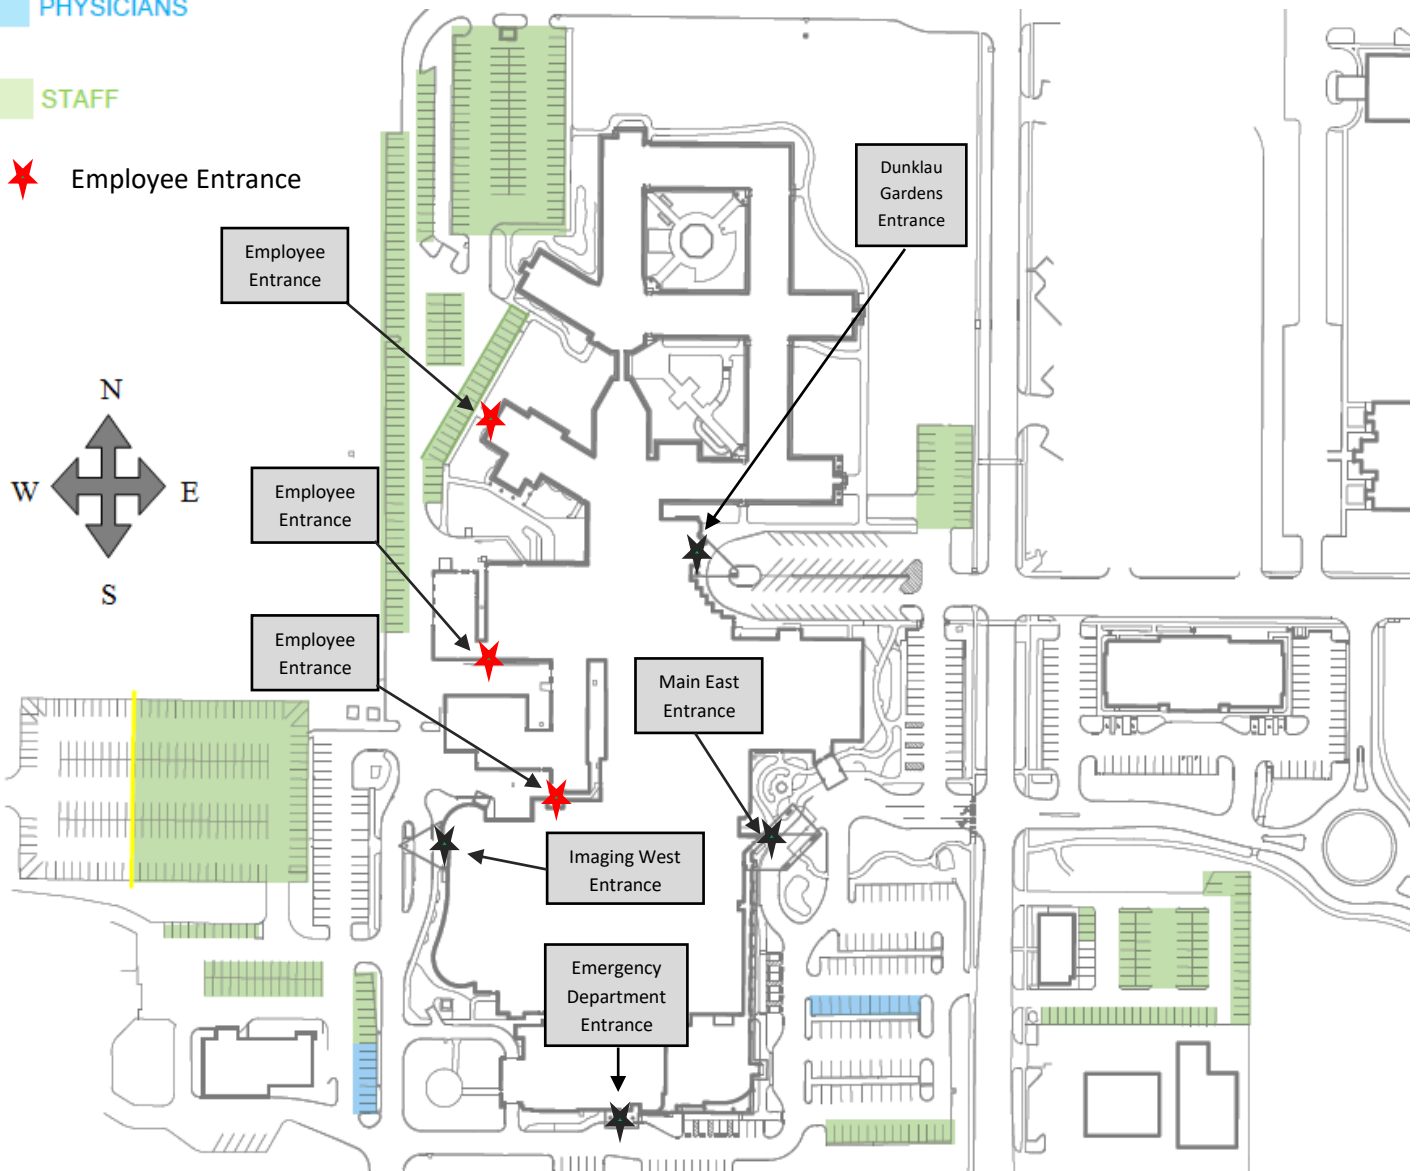 PHYSICIANS
STAFF
Employee Entrance
Dunklau
Gardens
Entrance
Employee
Entrance
N
W
E
S
Employee
Entrance
Employee
Entrance
Main East
Entrance
Imaging West
Entrance
Emergency
Department
Entrance